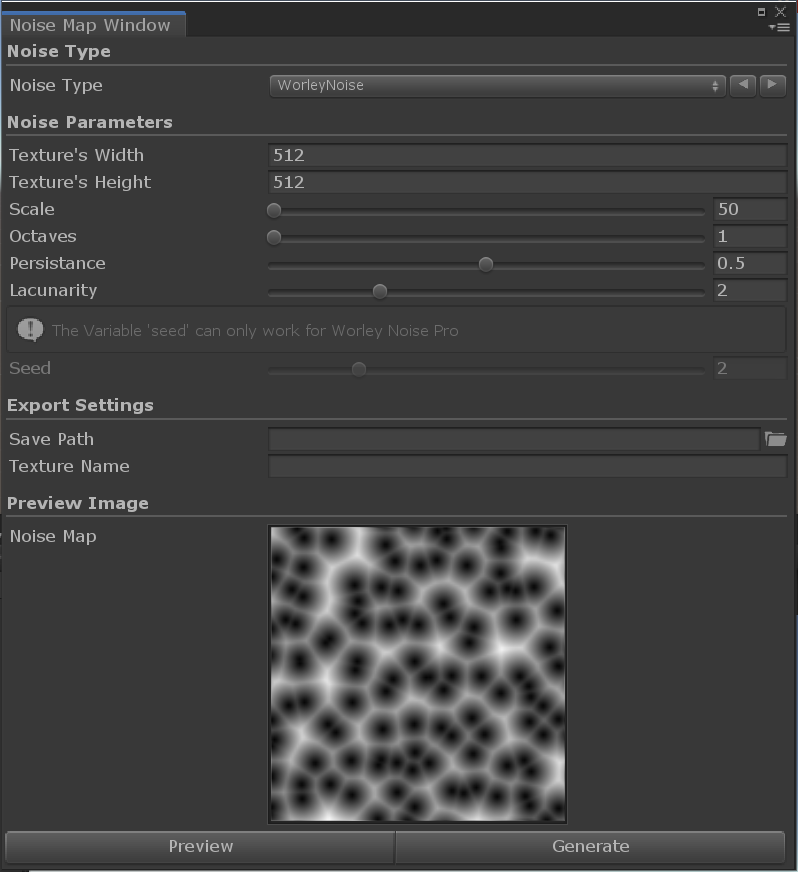 Noise Map Window
Noise Type
Noise Type WorleyNoise
Noise Parameters
Texture's Width 512
Texture's Height 512
Scale 50
Octaves 1
Persistance 0.5
Lacunarity 2
The Variable 'seed' can only work for Worley Noise Pro
Seed 2
Export Settings
Save Path
Texture Name
Preview Image
Noise Map
Preview Generate